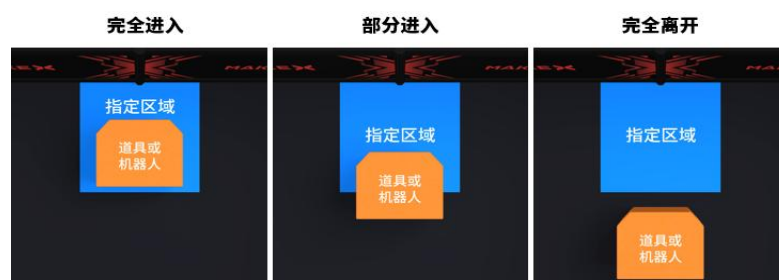 完全进入
部分进入
完全离开
指定区域
道具或
机器人
指定区域
道具或
机器人
指定区域
道具或
机器人